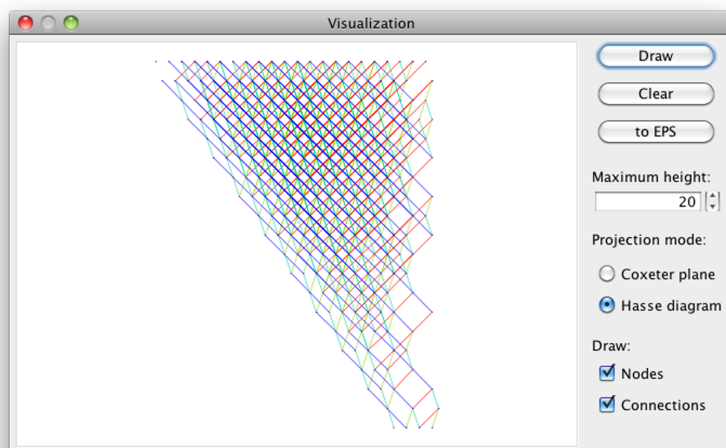 Visualization
Draw
Clear
to EPS
Maximum height:
20
Projection mode:
Coxeter plane
Hasse diagram
Draw:
Nodes
Connections